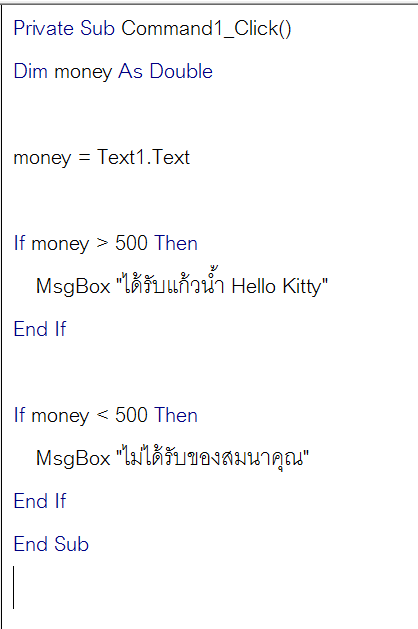 Private Sub Command1_Click()
Dim money As Double
money = Text1.Text
If money > 500 Then
MsgBox "ได้รับแก้วน้ำ Hello Kitty"
End If
If money < 500 Then
MsgBox "ไม่ได้รับของสมนาคุณ"
End If
End Sub